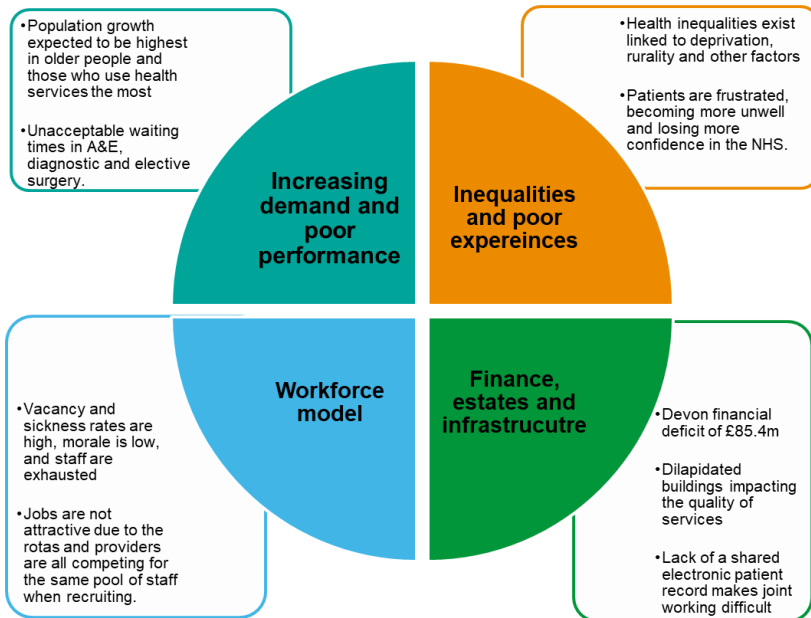 •Population growth
expected to be highest
in older people and
those who use health
services the most
•Unacceptable waiting
times in A&E,
diagnostic and elective
surgery.
•Health inequalities exist
linked to deprivation,
rurality and other factors
•Patients are frustrated,
becoming more unwell
and losing more
confidence in the NHS.
Increasing
demand and
poor
performance
Inequalities
and poor
expereinces
Workforce
model
Finance,
estates and
infrastrucutre
•Vacancy and
sickness rates are
high, morale is low,
and staff are
exhausted
•Jobs are not
attractive due to the
rotas and providers
are all competing for
the same pool of staff
when recruiting.
•Devon financial
deficit of £85.4m
•Dilapidated
buildings impacting
the quality of
services
•Lack of a shared
electronic patient
record makes joint
working difficult